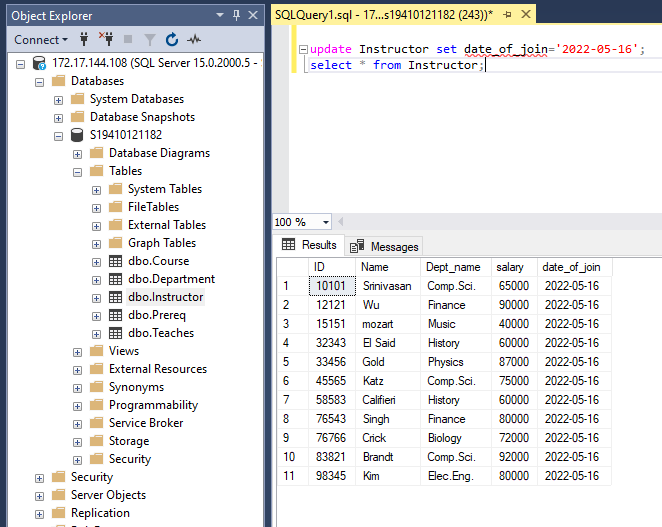 Object Explorer
Connect
172.17.144.108 (SQL Server 15.0.2000.5 -
Databases
System Databases
Database Snapshots
S19410121182
Database Diagrams
Tables
System Tables
FileTables
External Tables
Graph Tables
dbo.Course
dbo.Department
dbo.Instructor
dbo.Prereq
dbo.Teaches
Views
External Resources
Synonyms
Programmability
Service Broker
Storage
Security
Security
Server Objects
Replication
SQLQuery1.sql - 17...s19410121182 (243))*
update Instructor set date_of_join='2022-05-16';
select * from Instructor;
100 %
Results Messages
ID Name Dept_name salary date_of_join
1 10101 Srinivasan Comp.Sci. 65000 2022-05-16
2 12121 Wu Finance 90000 2022-05-16
3 15151 mozart Music 40000 2022-05-16
4 32343 El Said History 60000 2022-05-16
5 33456 Gold Physics 87000 2022-05-16
6 45565 Katz Comp.Sci. 75000 2022-05-16
7 58583 Califieri History 60000 2022-05-16
8 76543 Singh Finance 80000 2022-05-16
9 76766 Crick Biology 72000 2022-05-16
10 83821 Brandt Comp.Sci. 92000 2022-05-16
11 98345 Kim Elec.Eng. 80000 2022-05-16